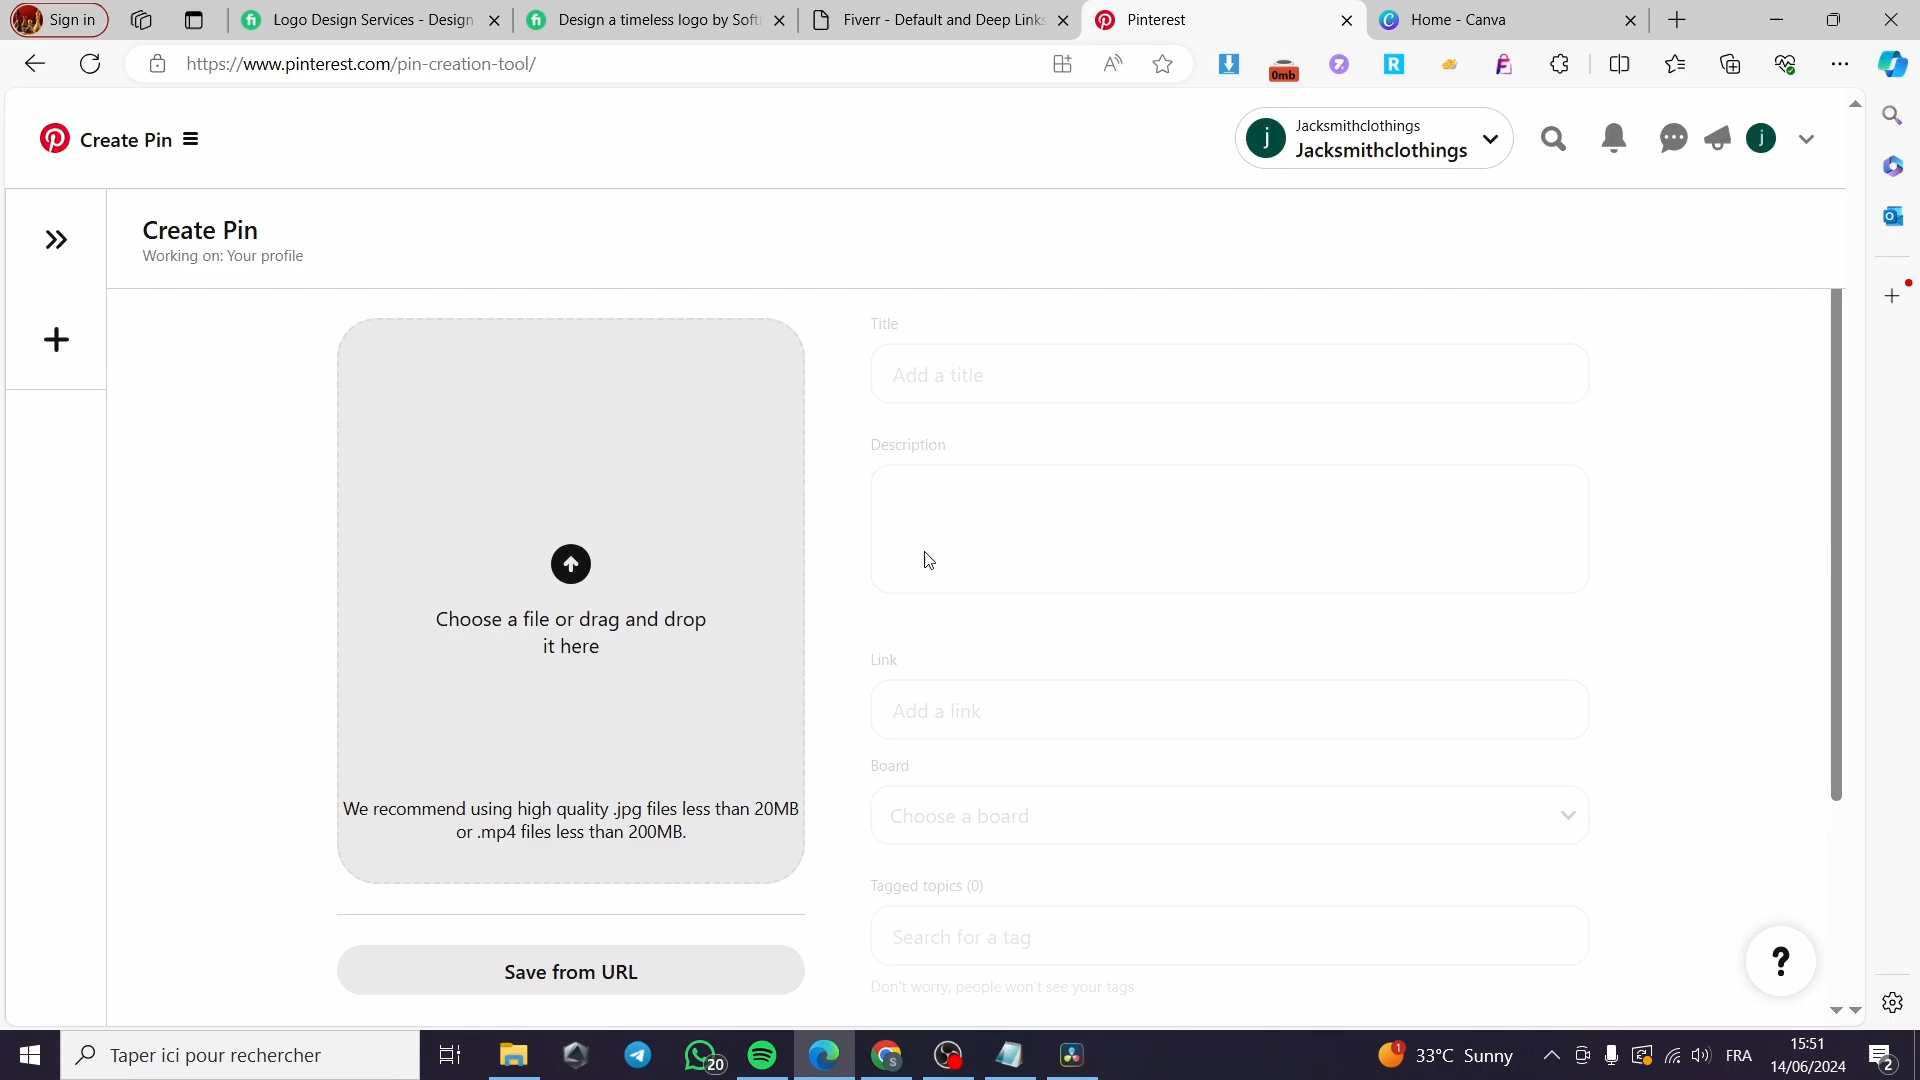 Sign in
Logo Design Services - Design
Design a timeless logo by Soft
Fiverr - Default and Deep Links
Pinterest
Home - Canva
https://www.pinterest.com/pin-creation-tool/
0mb
Create Pin
j
Jacksmithclothings
Jacksmithclothings
j
Create Pin
Working on: Your profile
Choose a file or drag and drop
it here
We recommend using high quality .jpg files less than 20MB
or .mp4 files less than 200MB.
Save from URL
Title
Add a title
Description
Link
Add a link
Board
Choose a board
Tagged topics (0)
Search for a tag
Don't worry, people won't see your tags
?
Taper ici pour rechercher
20
1
33°C Sunny
FRA
15:51
14/06/2024
2